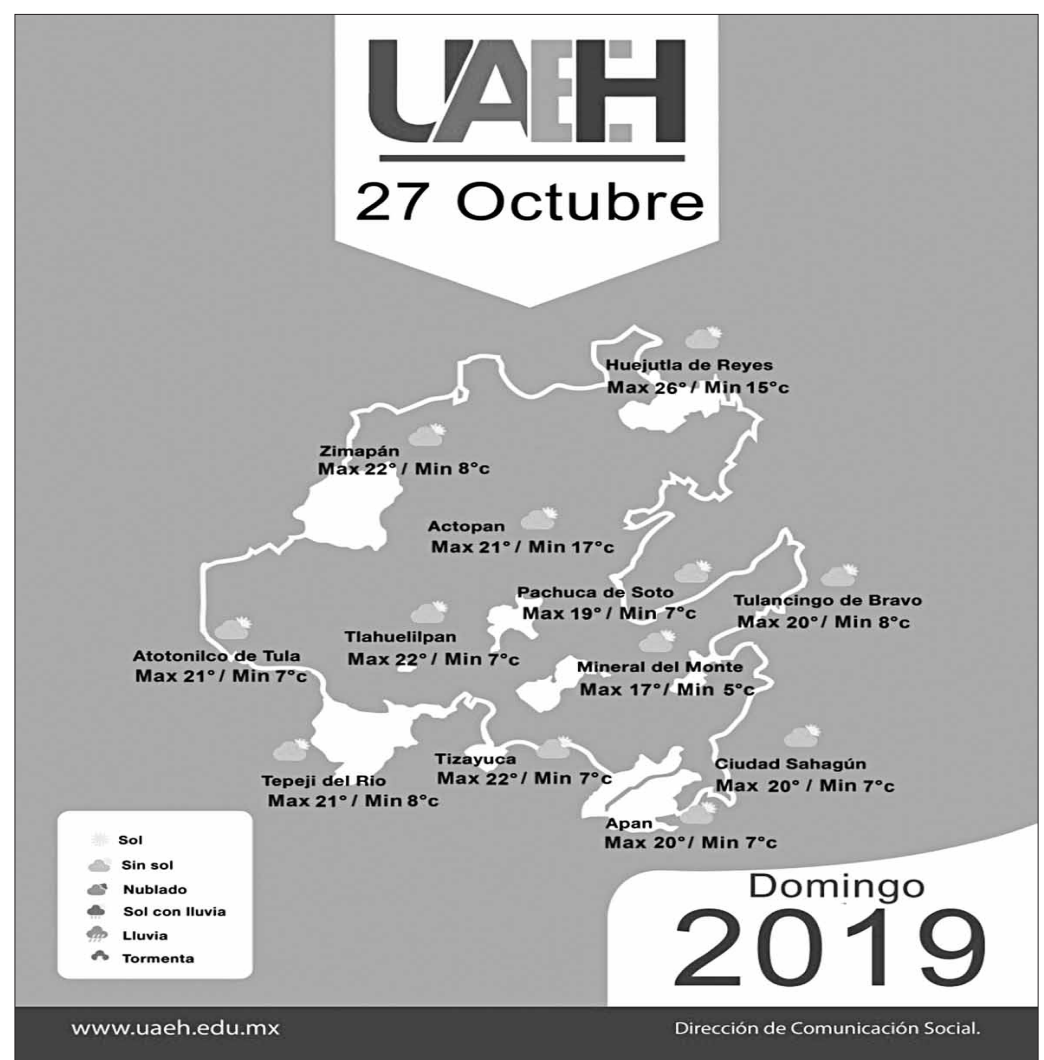 UAEH
27 Octubre
Huejutla de Reyes
Max 26° / Min 15°c
Zimapán
Max 22° / Min 8°c
Actopan
Max 21° / Min 17°c
Pachuca de Soto
Max 19° / Min 7°c
Tulancingo de Bravo
Max 20° / Min 8°c
Tlahuelilpan
Max 22° / Min 7°c
Atotonilco de Tula
Max 21° / Min 7°c
Mineral del Monte
Max 17° / Min 5°c
Tizayuca
Max 22° / Min 7°c
Ciudad Sahagún
Max 20° / Min 7°c
Tepeji del Rio
Max 21° / Min 8°c
Apan
Max 20° / Min 7°c
Sol
Sin sol
Nublado
Sol con lluvia
Lluvia
Tormenta
Domingo
2019
www.uaeh.edu.mx
Dirección de Comunicación Social.